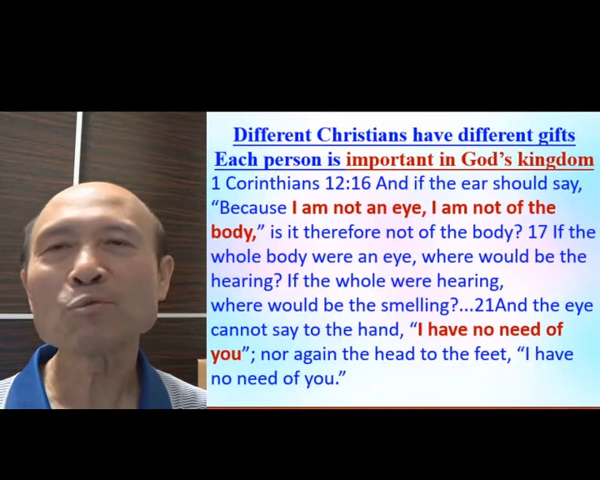 Different Christians have different gifts
Each person is important in God's kingdom
1 Corinthians 12:16 And if the ear should say,
“Because I am not an eye, I am not of the
body,” is it therefore not of the body? 17 If the
whole body were an eye, where would be the
hearing? If the whole were hearing,
where would be the smelling?...21And the eye
cannot say to the hand, “I have no need of
you”; nor again the head to the feet, “I have
no need of you.”